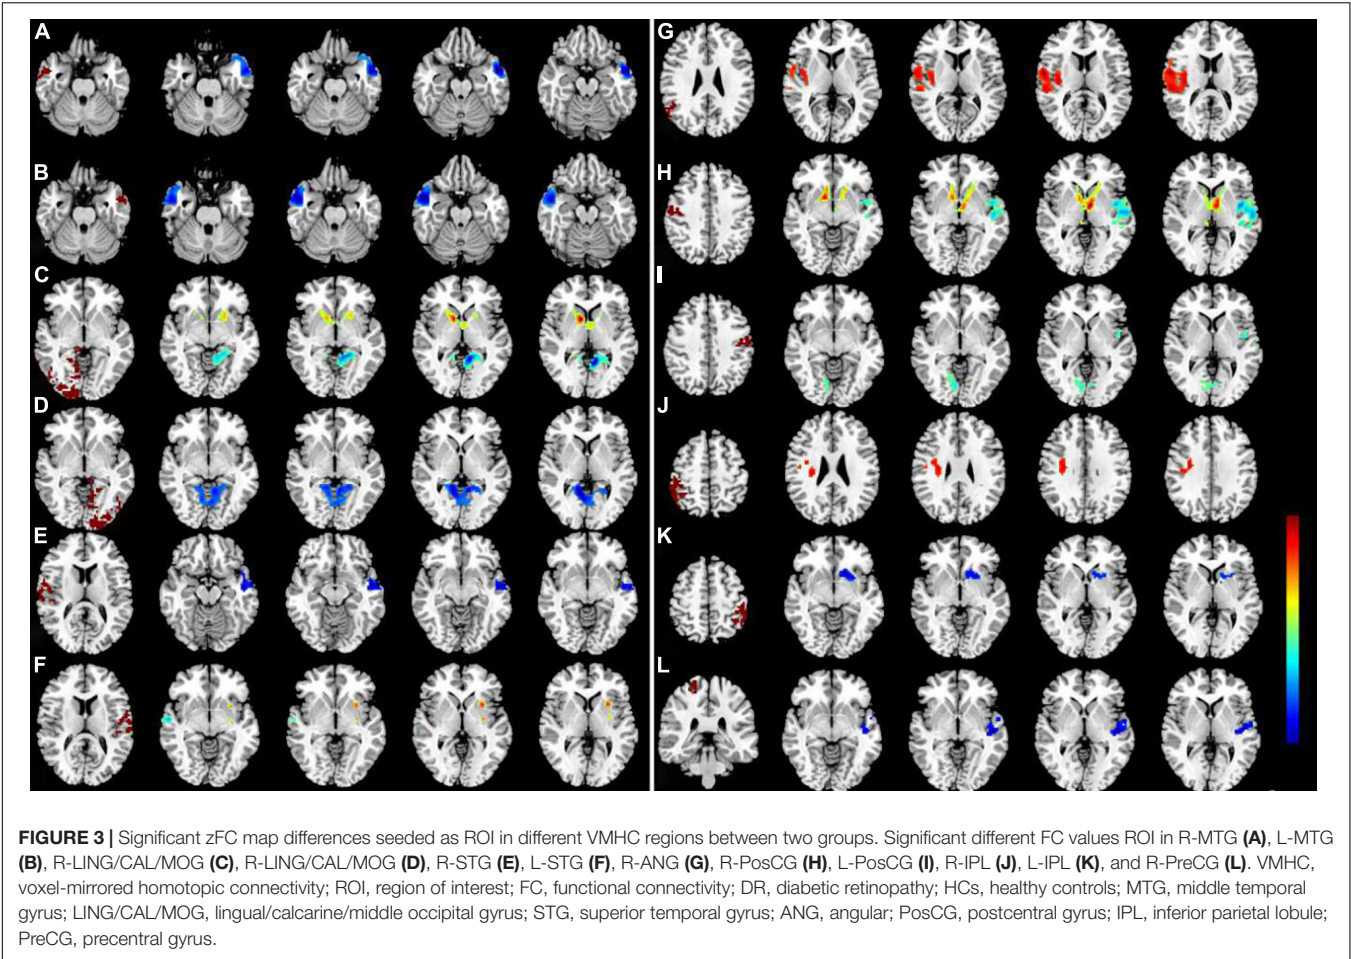 A
B
C
D
E
F
G
H
I
J
K
L
FIGURE 3 | Significant zFC map differences seeded as ROI in different VMHC regions between two groups. Significant different FC values ROI in R-MTG (A), L-MTG
(B), R-LING/CAL/MOG (C), R-LING/CAL/MOG (D), R-STG (E), L-STG (F), R-ANG (G), R-PosCG (H), L-PosCG (I), R-IPL (J), L-IPL (K), and R-PreCG (L). VMHC,
voxel-mirrored homotopic connectivity; ROI, region of interest; FC, functional connectivity; DR, diabetic retinopathy; HCs, healthy controls; MTG, middle temporal
gyrus; LING/CAL/MOG, lingual/calcarine/middle occipital gyrus; STG, superior temporal gyrus; ANG, angular; PosCG, postcentral gyrus; IPL, inferior parietal lobule;
PreCG, precentral gyrus.